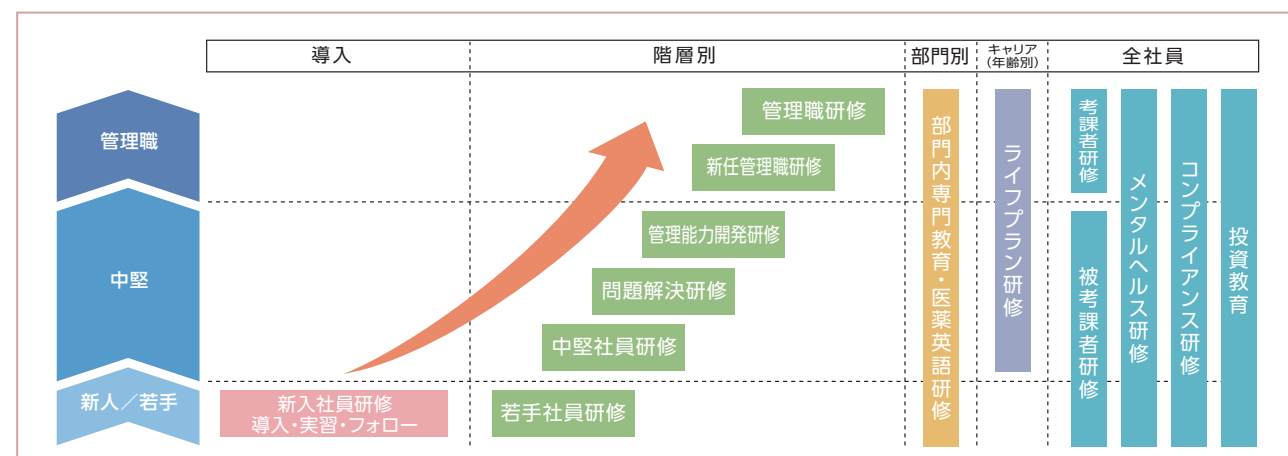 導入
階層別
部門別
キャリア
（年齢別）
全社員
管理職
中堅
新人／若手
新入社員研修
導入・実習・フォロー
管理職研修
新任管理職研修
管理能力開発研修
問題解決研修
中堅社員研修
若手社員研修
部門内専門教育・医薬英語研修
ライフプラン研修
考課者研修
被考課者研修
メンタルヘルス研修
コンプライアンス研修
投資教育